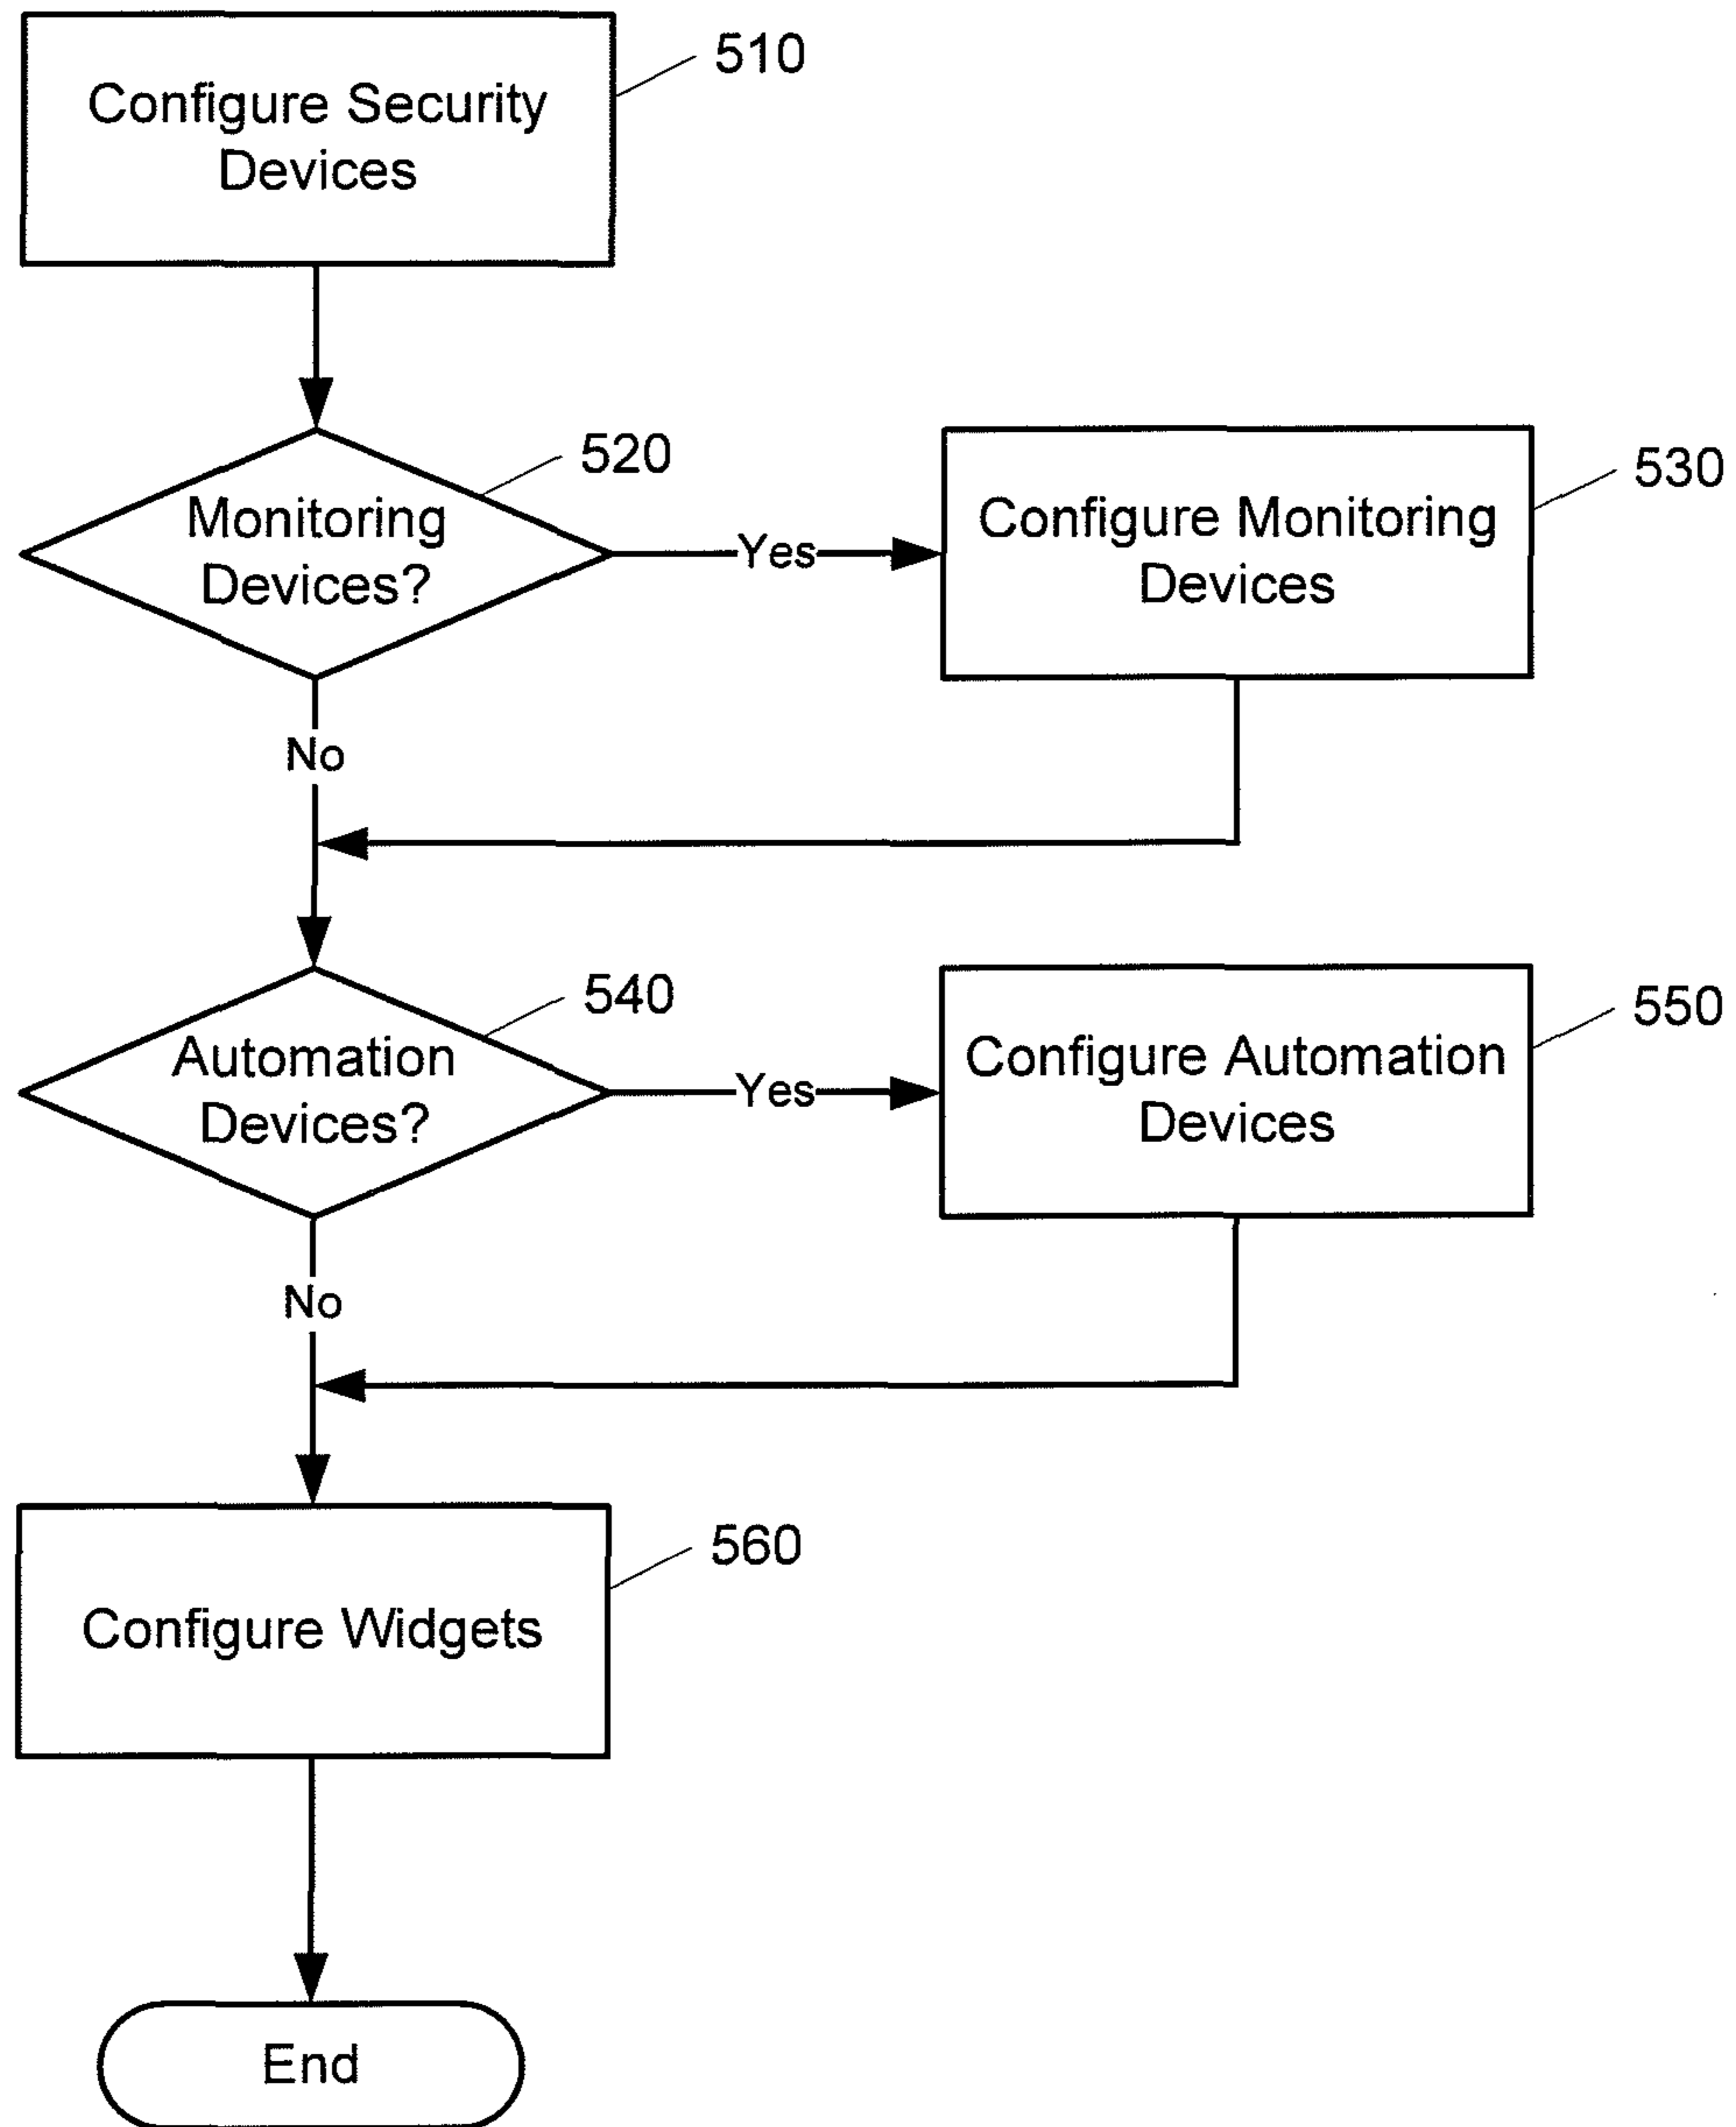 510
Configure Security
Devices
520
Monitoring
Devices?
Yes
530
Configure Monitoring
Devices
No
540
Automation
Devices?
Yes
550
Configure Automation
Devices
No
560
Configure Widgets
End